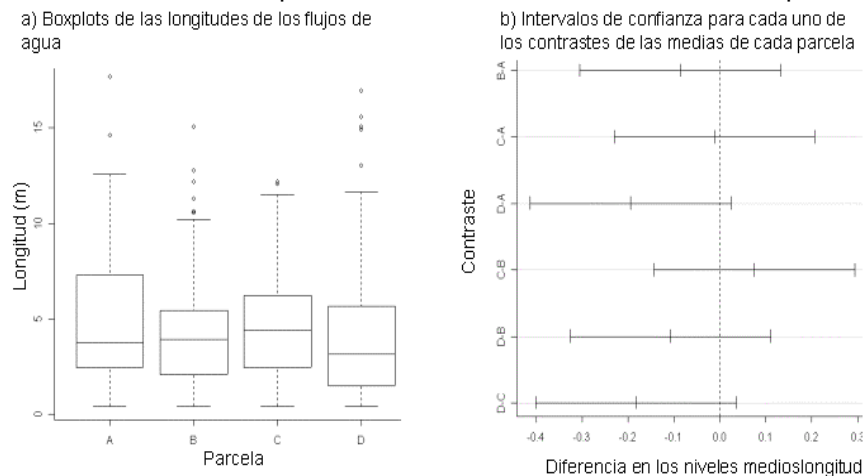 a) Boxplots de las longitudes de los flujos de
agua
15
10
5
0
Longitud (m)
A B C D
Parcela
b) Intervalos de confianza para cada uno de
los contrastes de las medias de cada parcela
B-A
C-A
D-A
C-B
D-B
D-C
Contraste
-0.4 -0.3 -0.2 -0.1 0.0 0.1 0.2 0.3
Diferencia en los niveles medioslongitud